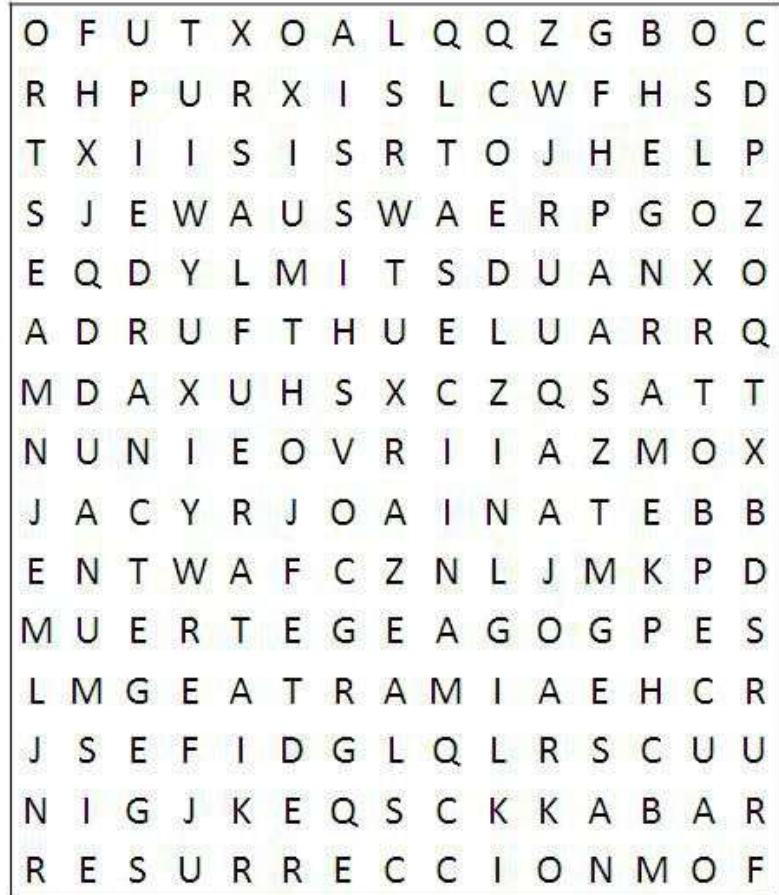 O F U T X O A L Q Q Z G B O C
R H P U R X I S L C W F H S D
T X I I S I S R T O J H E L P
S J E W A U S W A E R P G O Z
E Q D Y L M I T S D U A N X O
A D R U F T H U E L U A R R Q
M D A X U H S X C Z Q S A T T
N U N I E O V R I I A Z M O X
J A C Y R J O A I N A T E B B
E N T W A F C Z N L J M K P D
M U E R T E G E A G O G P E S
L M G E A T R A M I A E H C R
J S E F I D G L Q L R S C U U
N I G J K E Q S C K K A B A R
R E S U R R E C C I O N M O F